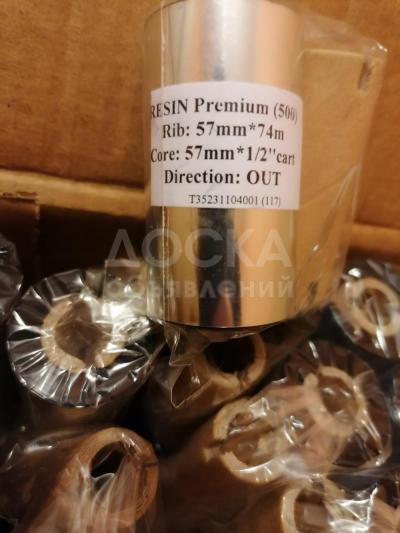 RESIN Premium (500)
Rib: 57mm*74m
Core: 57mm*1/2"cart
Direction: OUT
T35231104001 (117)
ДОСКА
объявлений